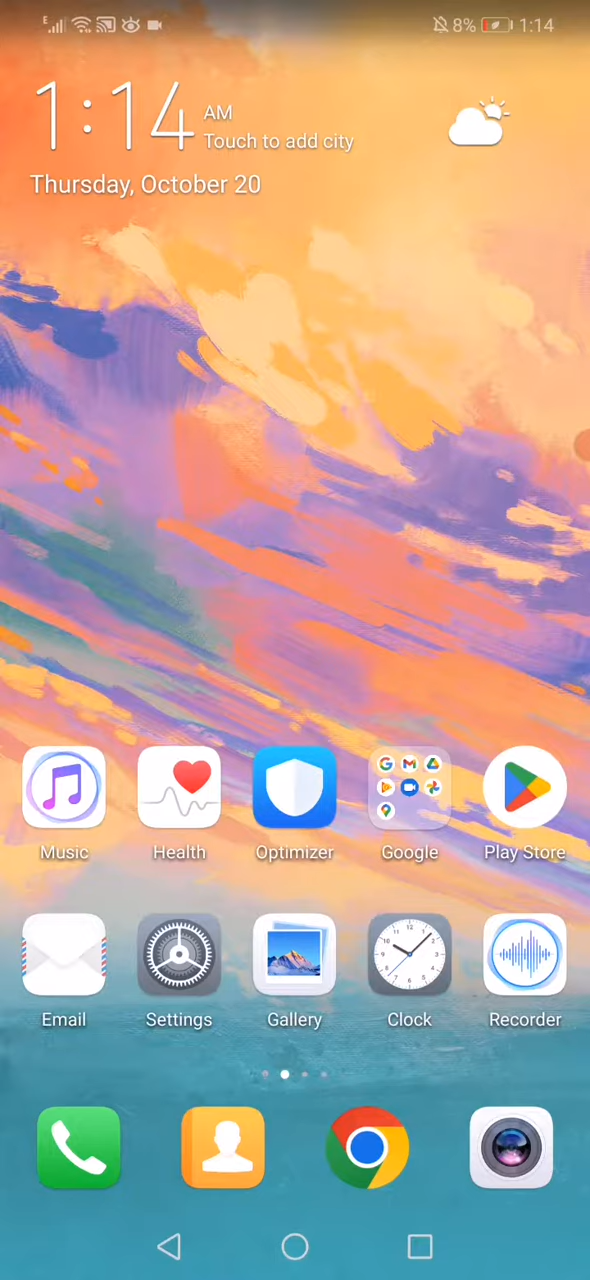 E 8% 1:14
1:14 AM
Touch to add city
Thursday, October 20
Music Health Optimizer Google Play Store
Email Settings Gallery Clock Recorder